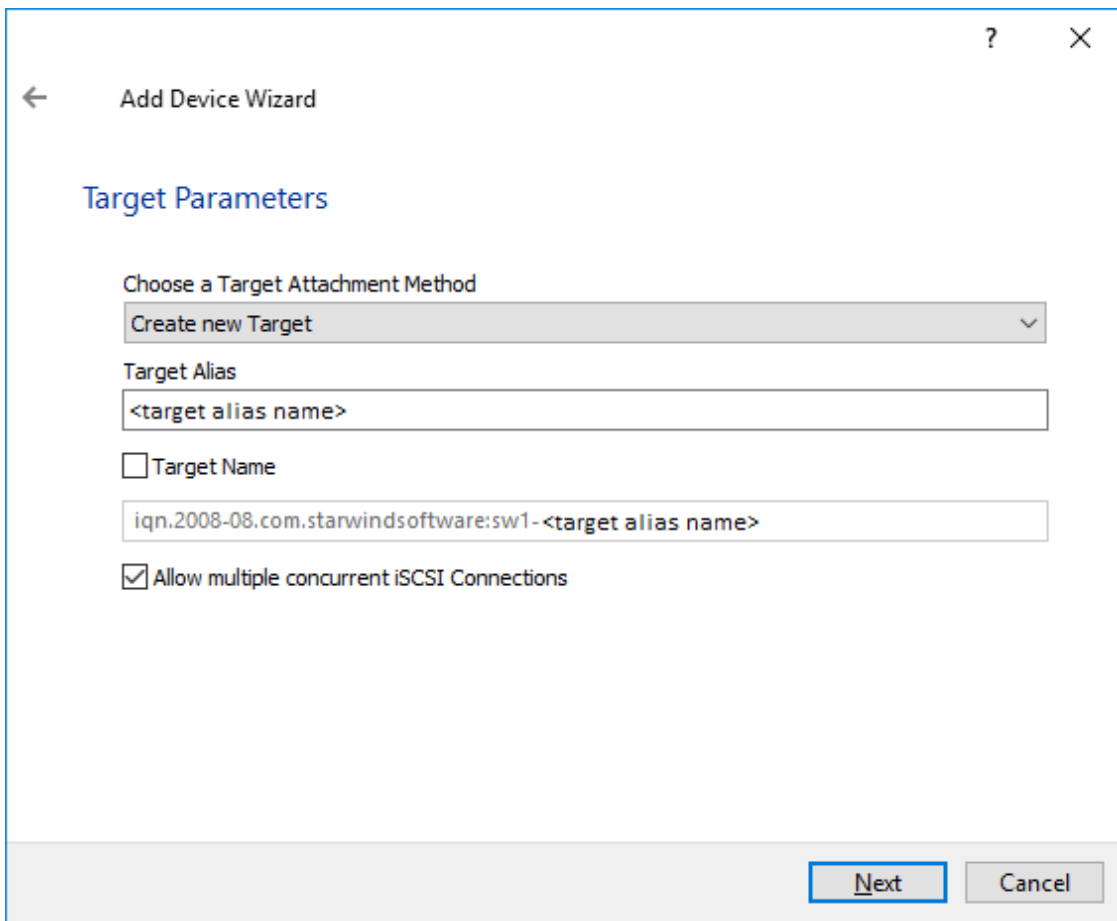 ?
Add Device Wizard
Target Parameters
Choose a Target Attachment Method
Create new Target
Target Alias
<target alias name>
Target Name
iqn.2008-08.com.starwindsoftware:sw1-<target alias name>
Allow multiple concurrent iSCSI Connections
Next Cancel